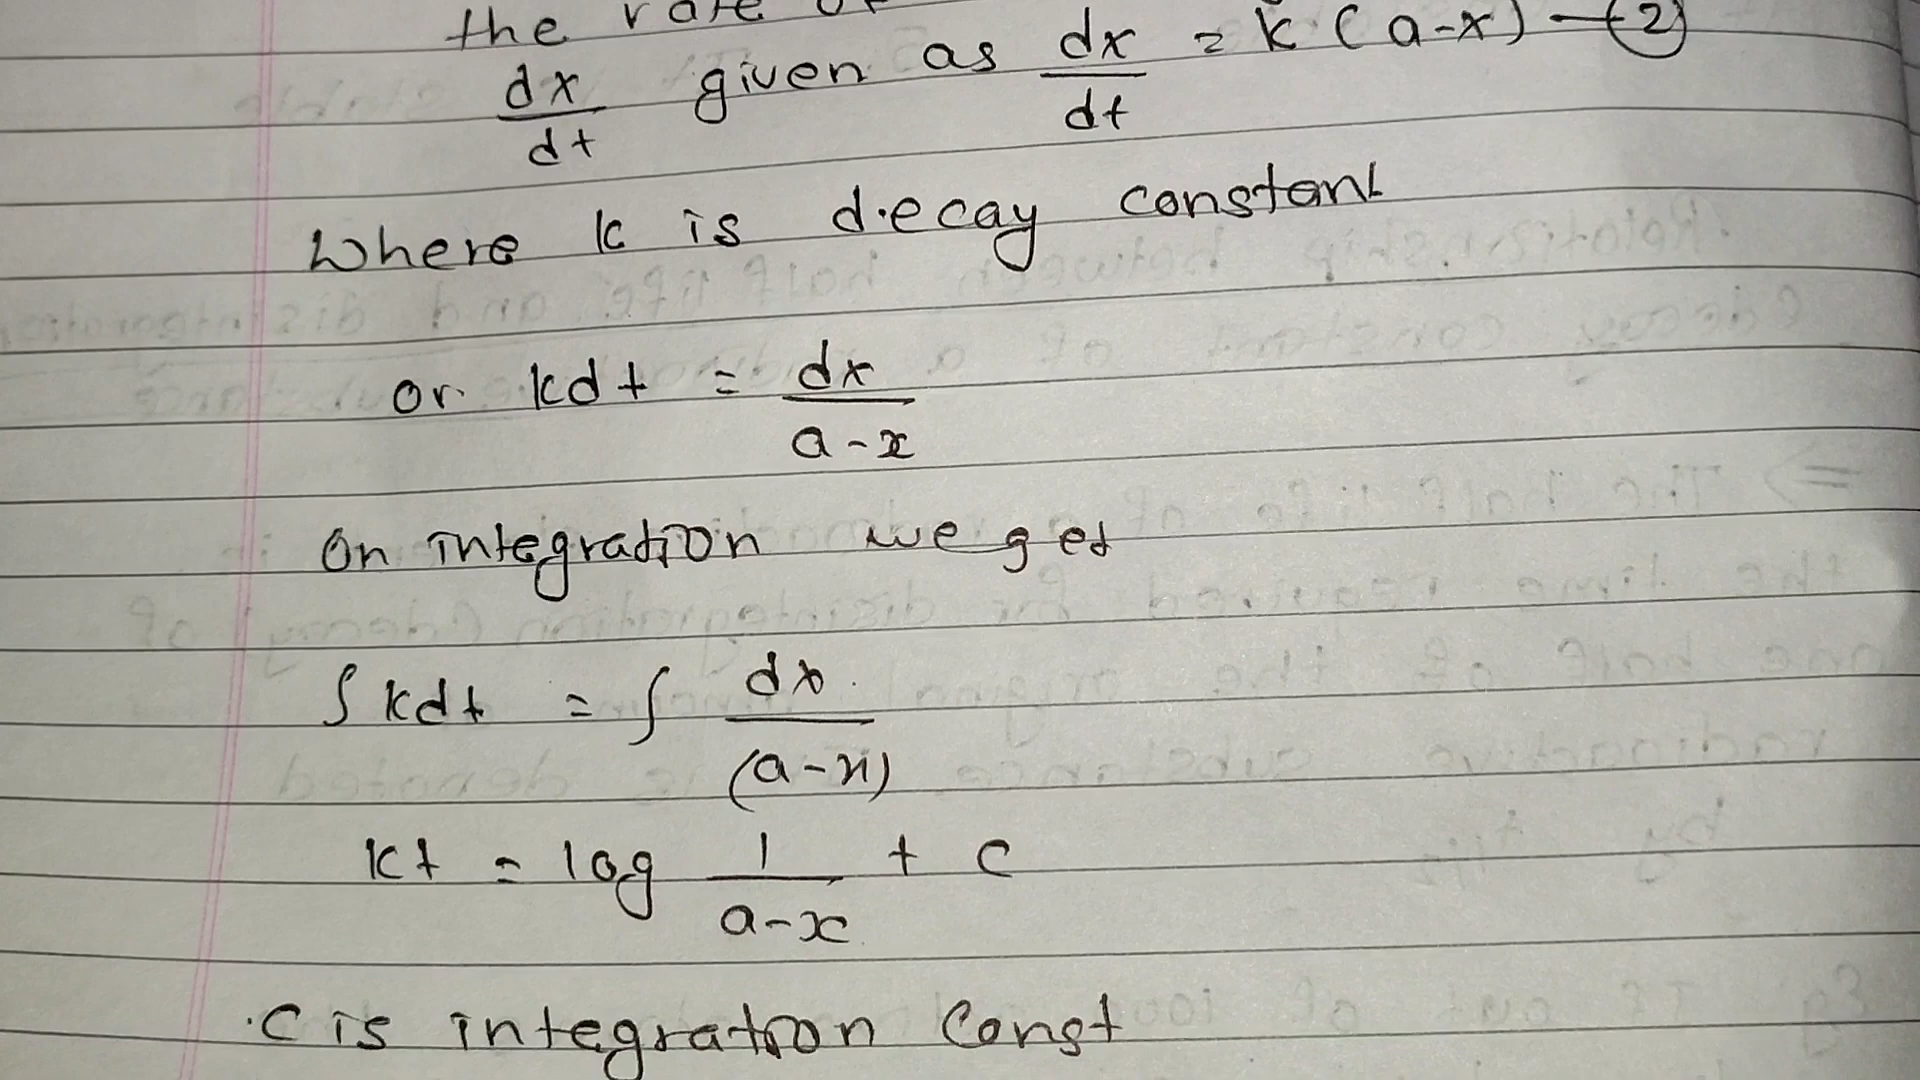 the rate of
dx/dt given as dx/dt = k (a-x) — (2)
Where k is decay constant
or kdt = dx/a-x
On integration we get
∫ kdt = ∫ dx/(a-x)
kt = log 1/a-x + c
C is integration Const